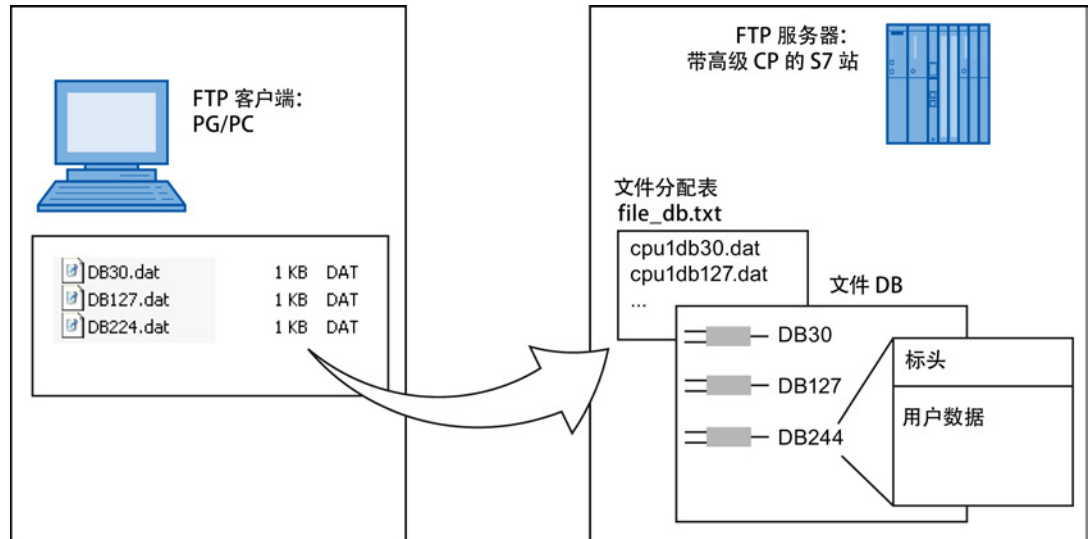 FTP 客户端:
PG/PC
DB30.dat 1 KB DAT
DB127.dat 1 KB DAT
DB224.dat 1 KB DAT
FTP 服务器:
带高级 CP 的 S7 站
文件分配表
file_db.txt
cpu1db30.dat
cpu1db127.dat
...
文件 DB
DB30
DB127
DB244
标头
用户数据